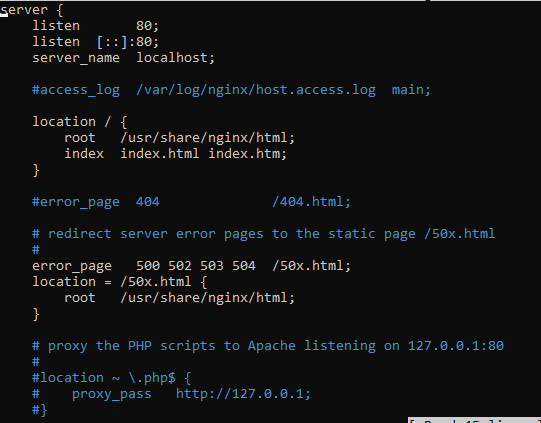 server {
    listen       80;
    listen  [::]:80;
    server_name  localhost;

    #access_log  /var/log/nginx/host.access.log  main;

    location / {
        root   /usr/share/nginx/html;
        index  index.html index.htm;
    }

    #error_page  404              /404.html;

    # redirect server error pages to the static page /50x.html
    #
    error_page   500 502 503 504  /50x.html;
    location = /50x.html {
        root   /usr/share/nginx/html;
    }

    # proxy the PHP scripts to Apache listening on 127.0.0.1:80
    #
    #location ~ \.php$ {
    #    proxy_pass   http://127.0.0.1;
    #}